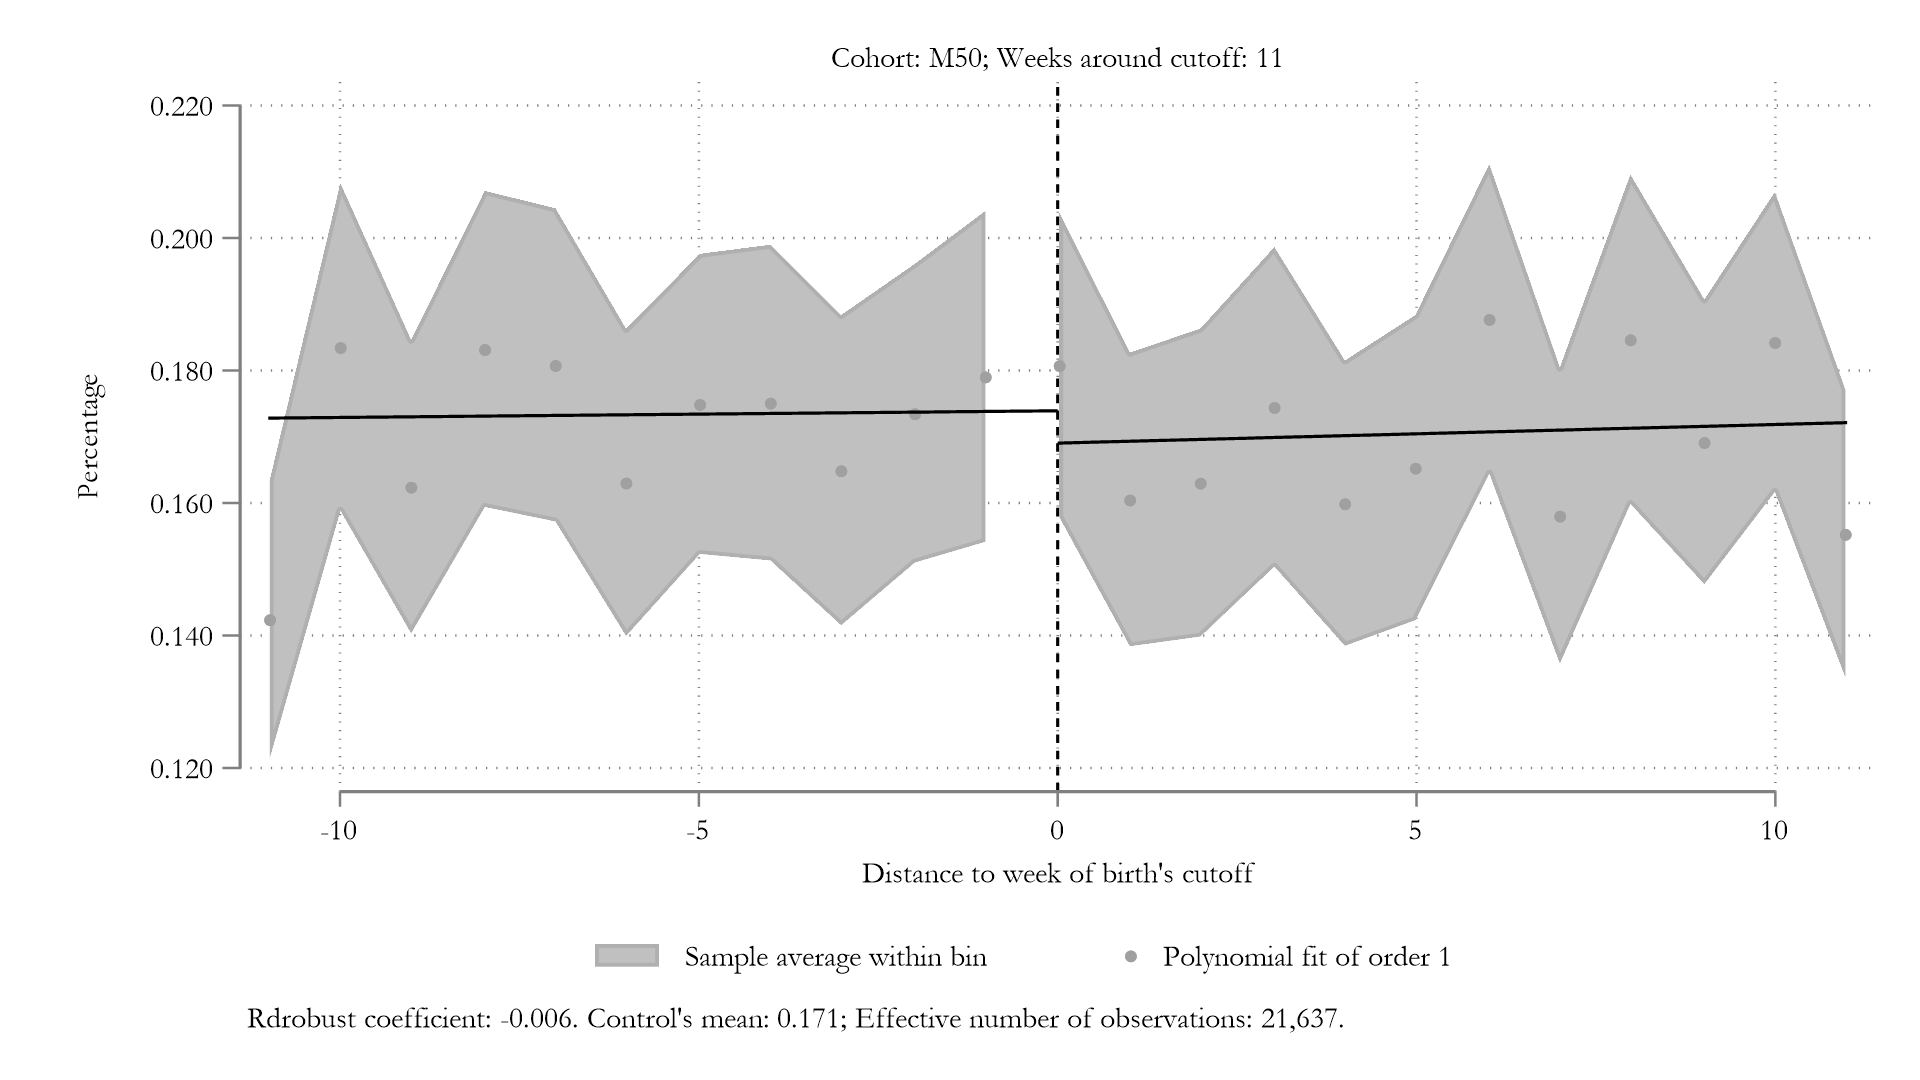 Cohort: M50; Weeks around cutoff: 11
0.220
0.200
0.180
0.160
0.140
0.120
Percentage
-10 -5 0 5 10
Distance to week of birth's cutoff
Sample average within bin Polynomial fit of order 1
Rdrobust coefficient: -0.006. Control's mean: 0.171; Effective number of observations: 21,637.